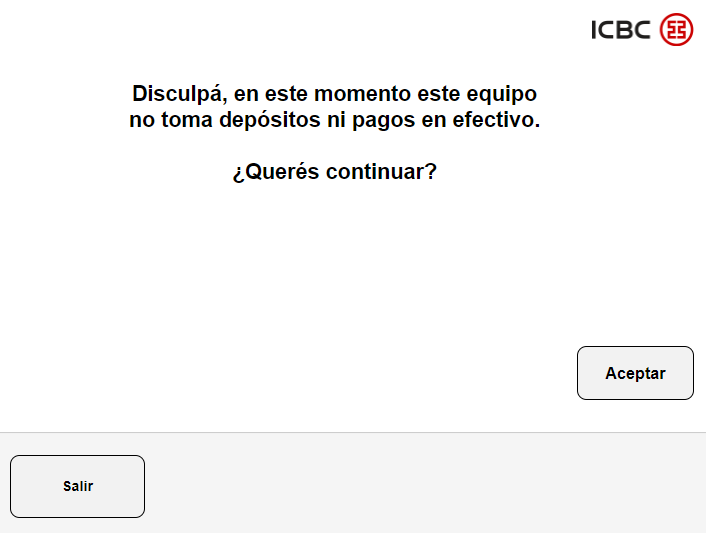 ICBC
Disculpá, en este momento este equipo
no toma depósitos ni pagos en efectivo.
¿Querés continuar?
Aceptar
Salir